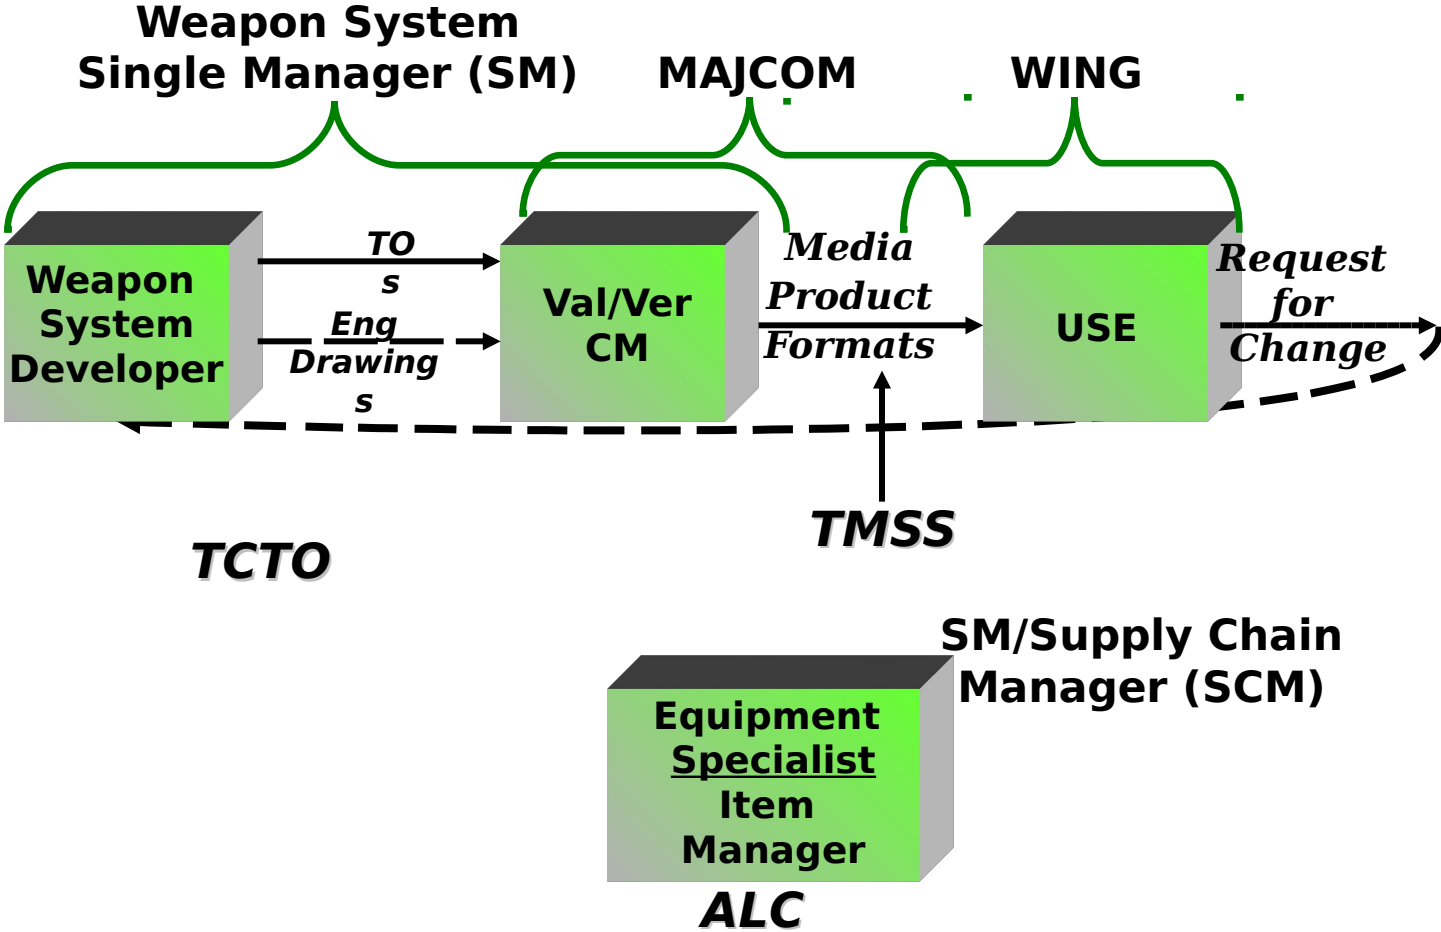 Weapon System
Single Manager (SM)
MAJCOM
WING
Weapon
System
Developer
TO
s
Eng
Drawing
s
Val/Ver
CM
Media
Product
Formats
USE
Request
for
Change
TMSS
TCTO
SM/Supply Chain
Manager (SCM)
Equipment
Specialist
Item
Manager
ALC